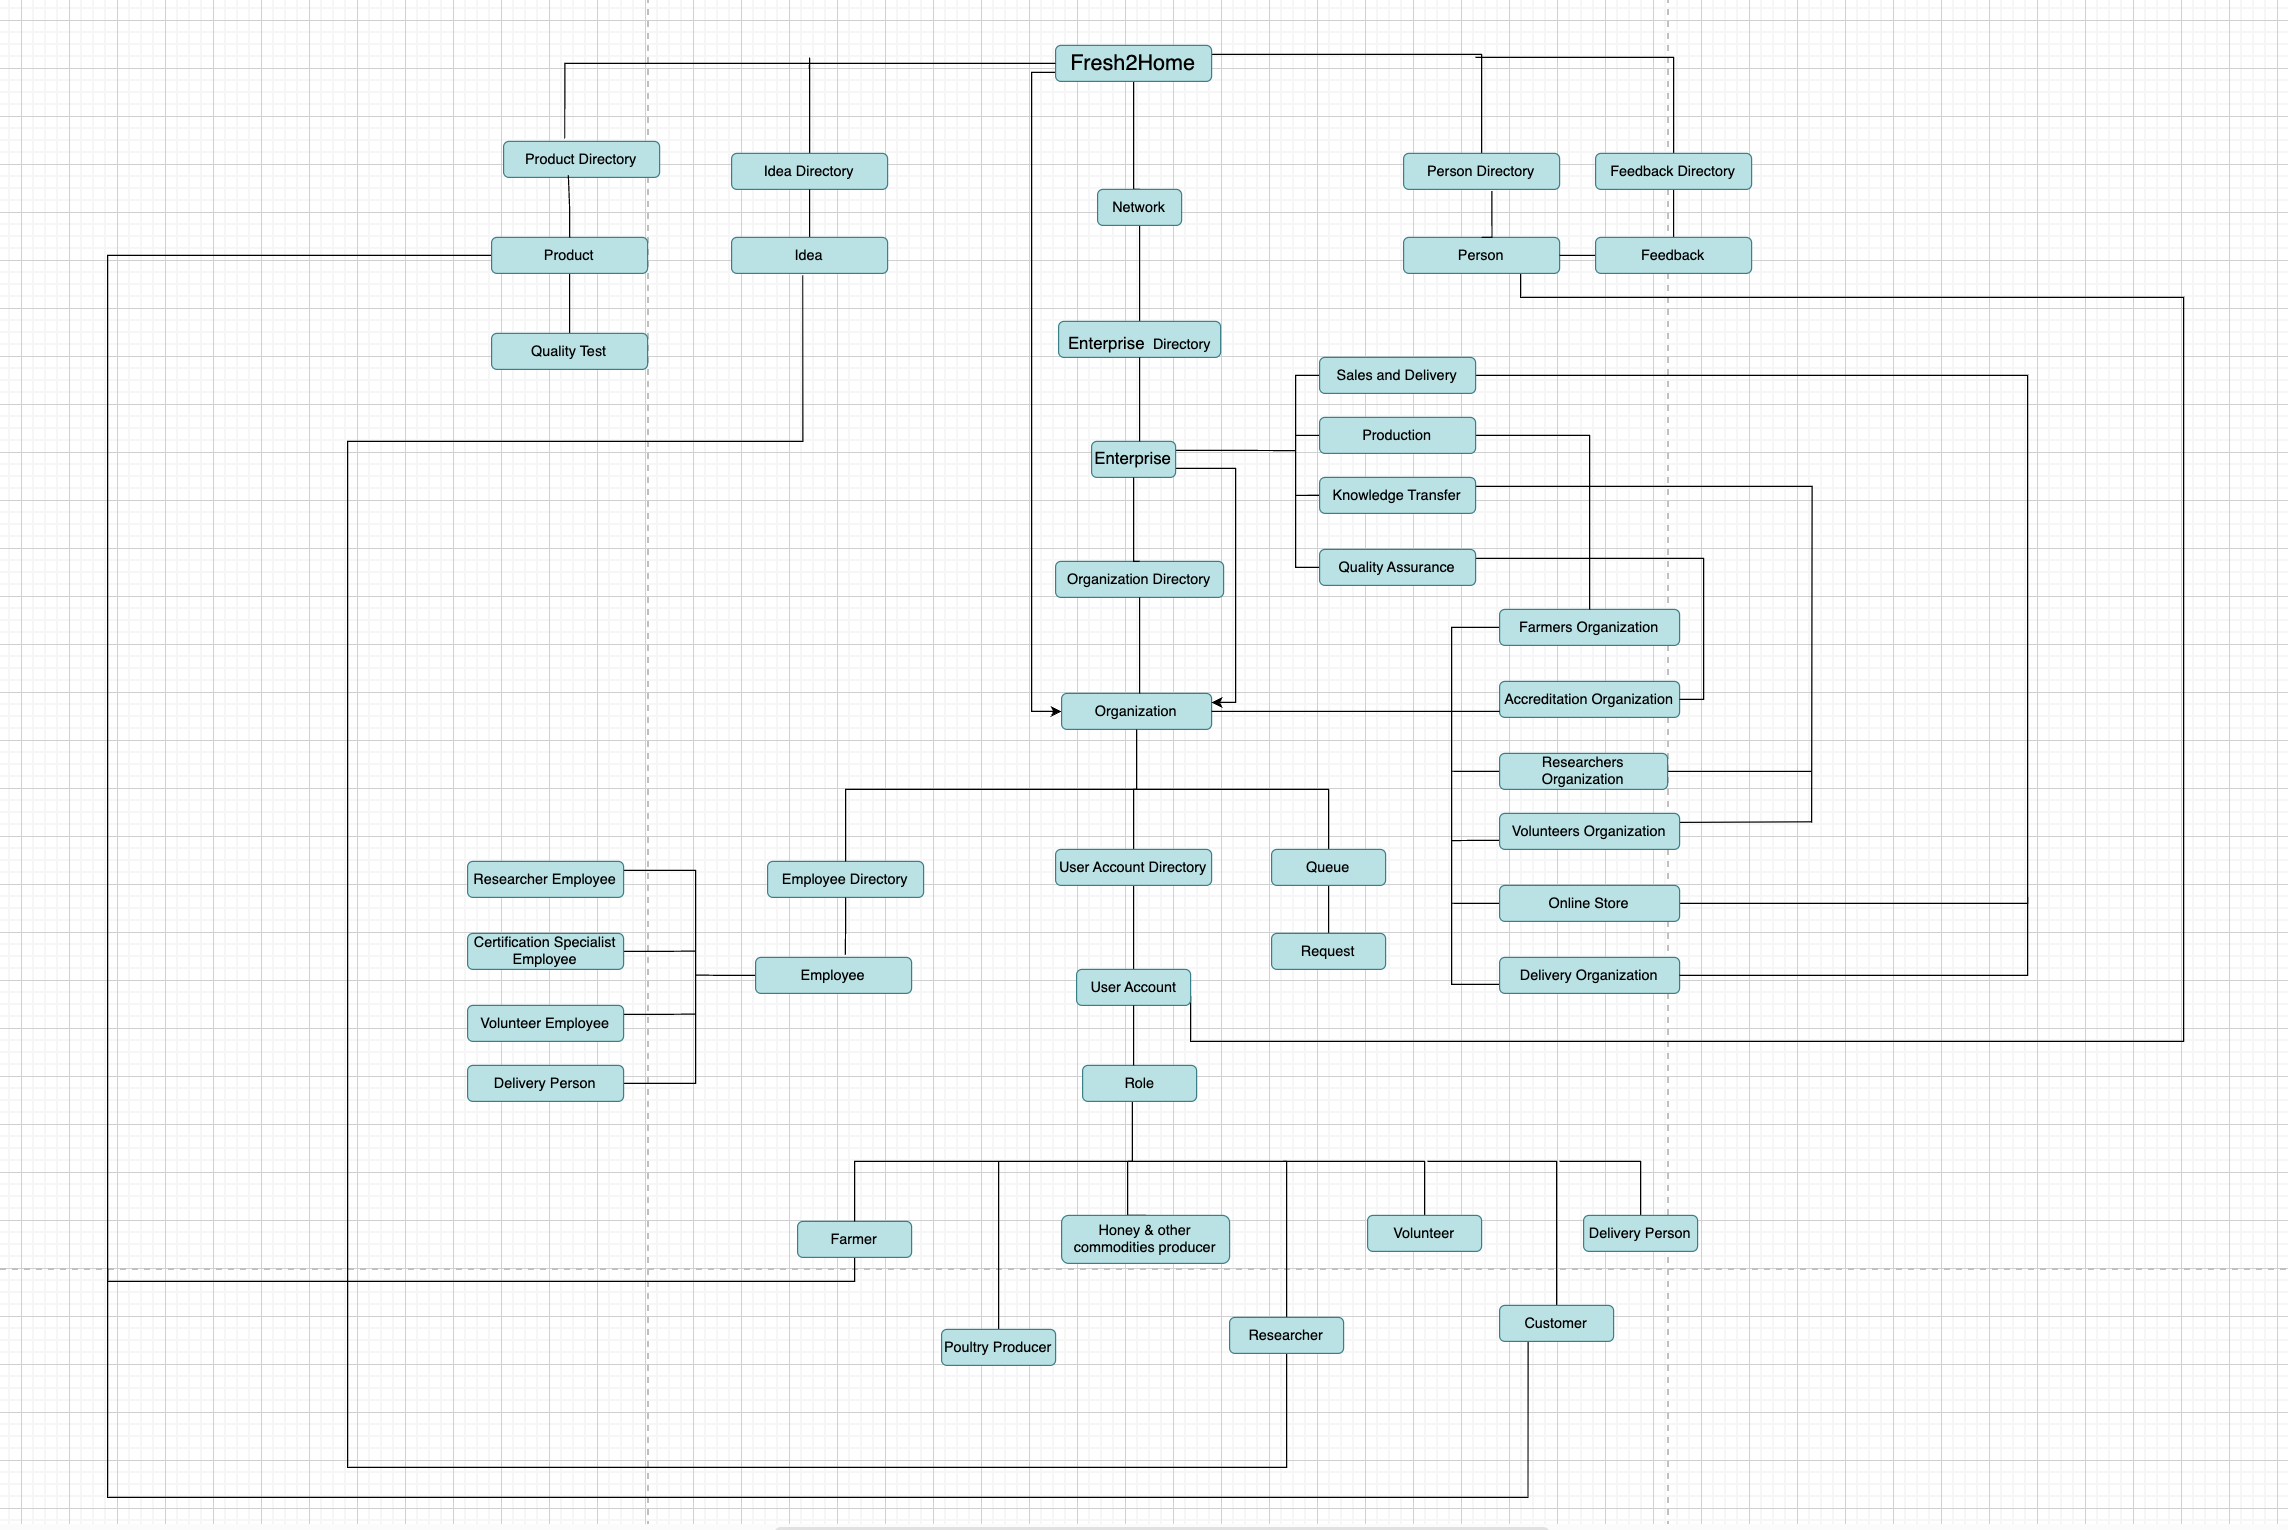 Fresh2Home
Product Directory
Idea Directory
Person Directory
Feedback Directory
Network
Product
Idea
Person
Feedback
Enterprise Directory
Quality Test
Sales and Delivery
Production
Enterprise
Knowledge Transfer
Quality Assurance
Organization Directory
Farmers Organization
Accreditation Organization
Organization
Researchers
Organization
Volunteers Organization
User Account Directory
Queue
Researcher Employee
Employee Directory
Online Store
Certification Specialist
Employee
Request
Employee
Delivery Organization
User Account
Volunteer Employee
Delivery Person
Role
Farmer
Honey & other
commodities producer
Volunteer
Delivery Person
Customer
Researcher
Poultry Producer